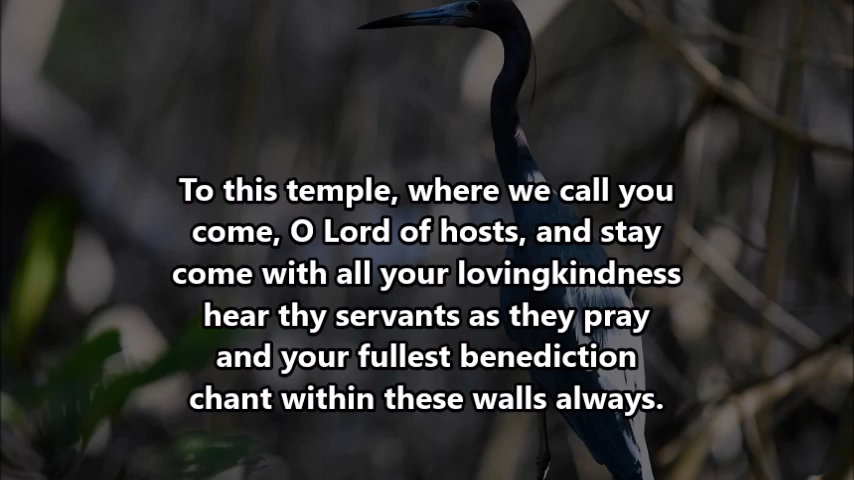 To this temple, where we call you
come, O Lord of hosts, and stay
come with all your lovingkindness
hear thy servants as they pray
and your fullest benediction
chant within these walls always.